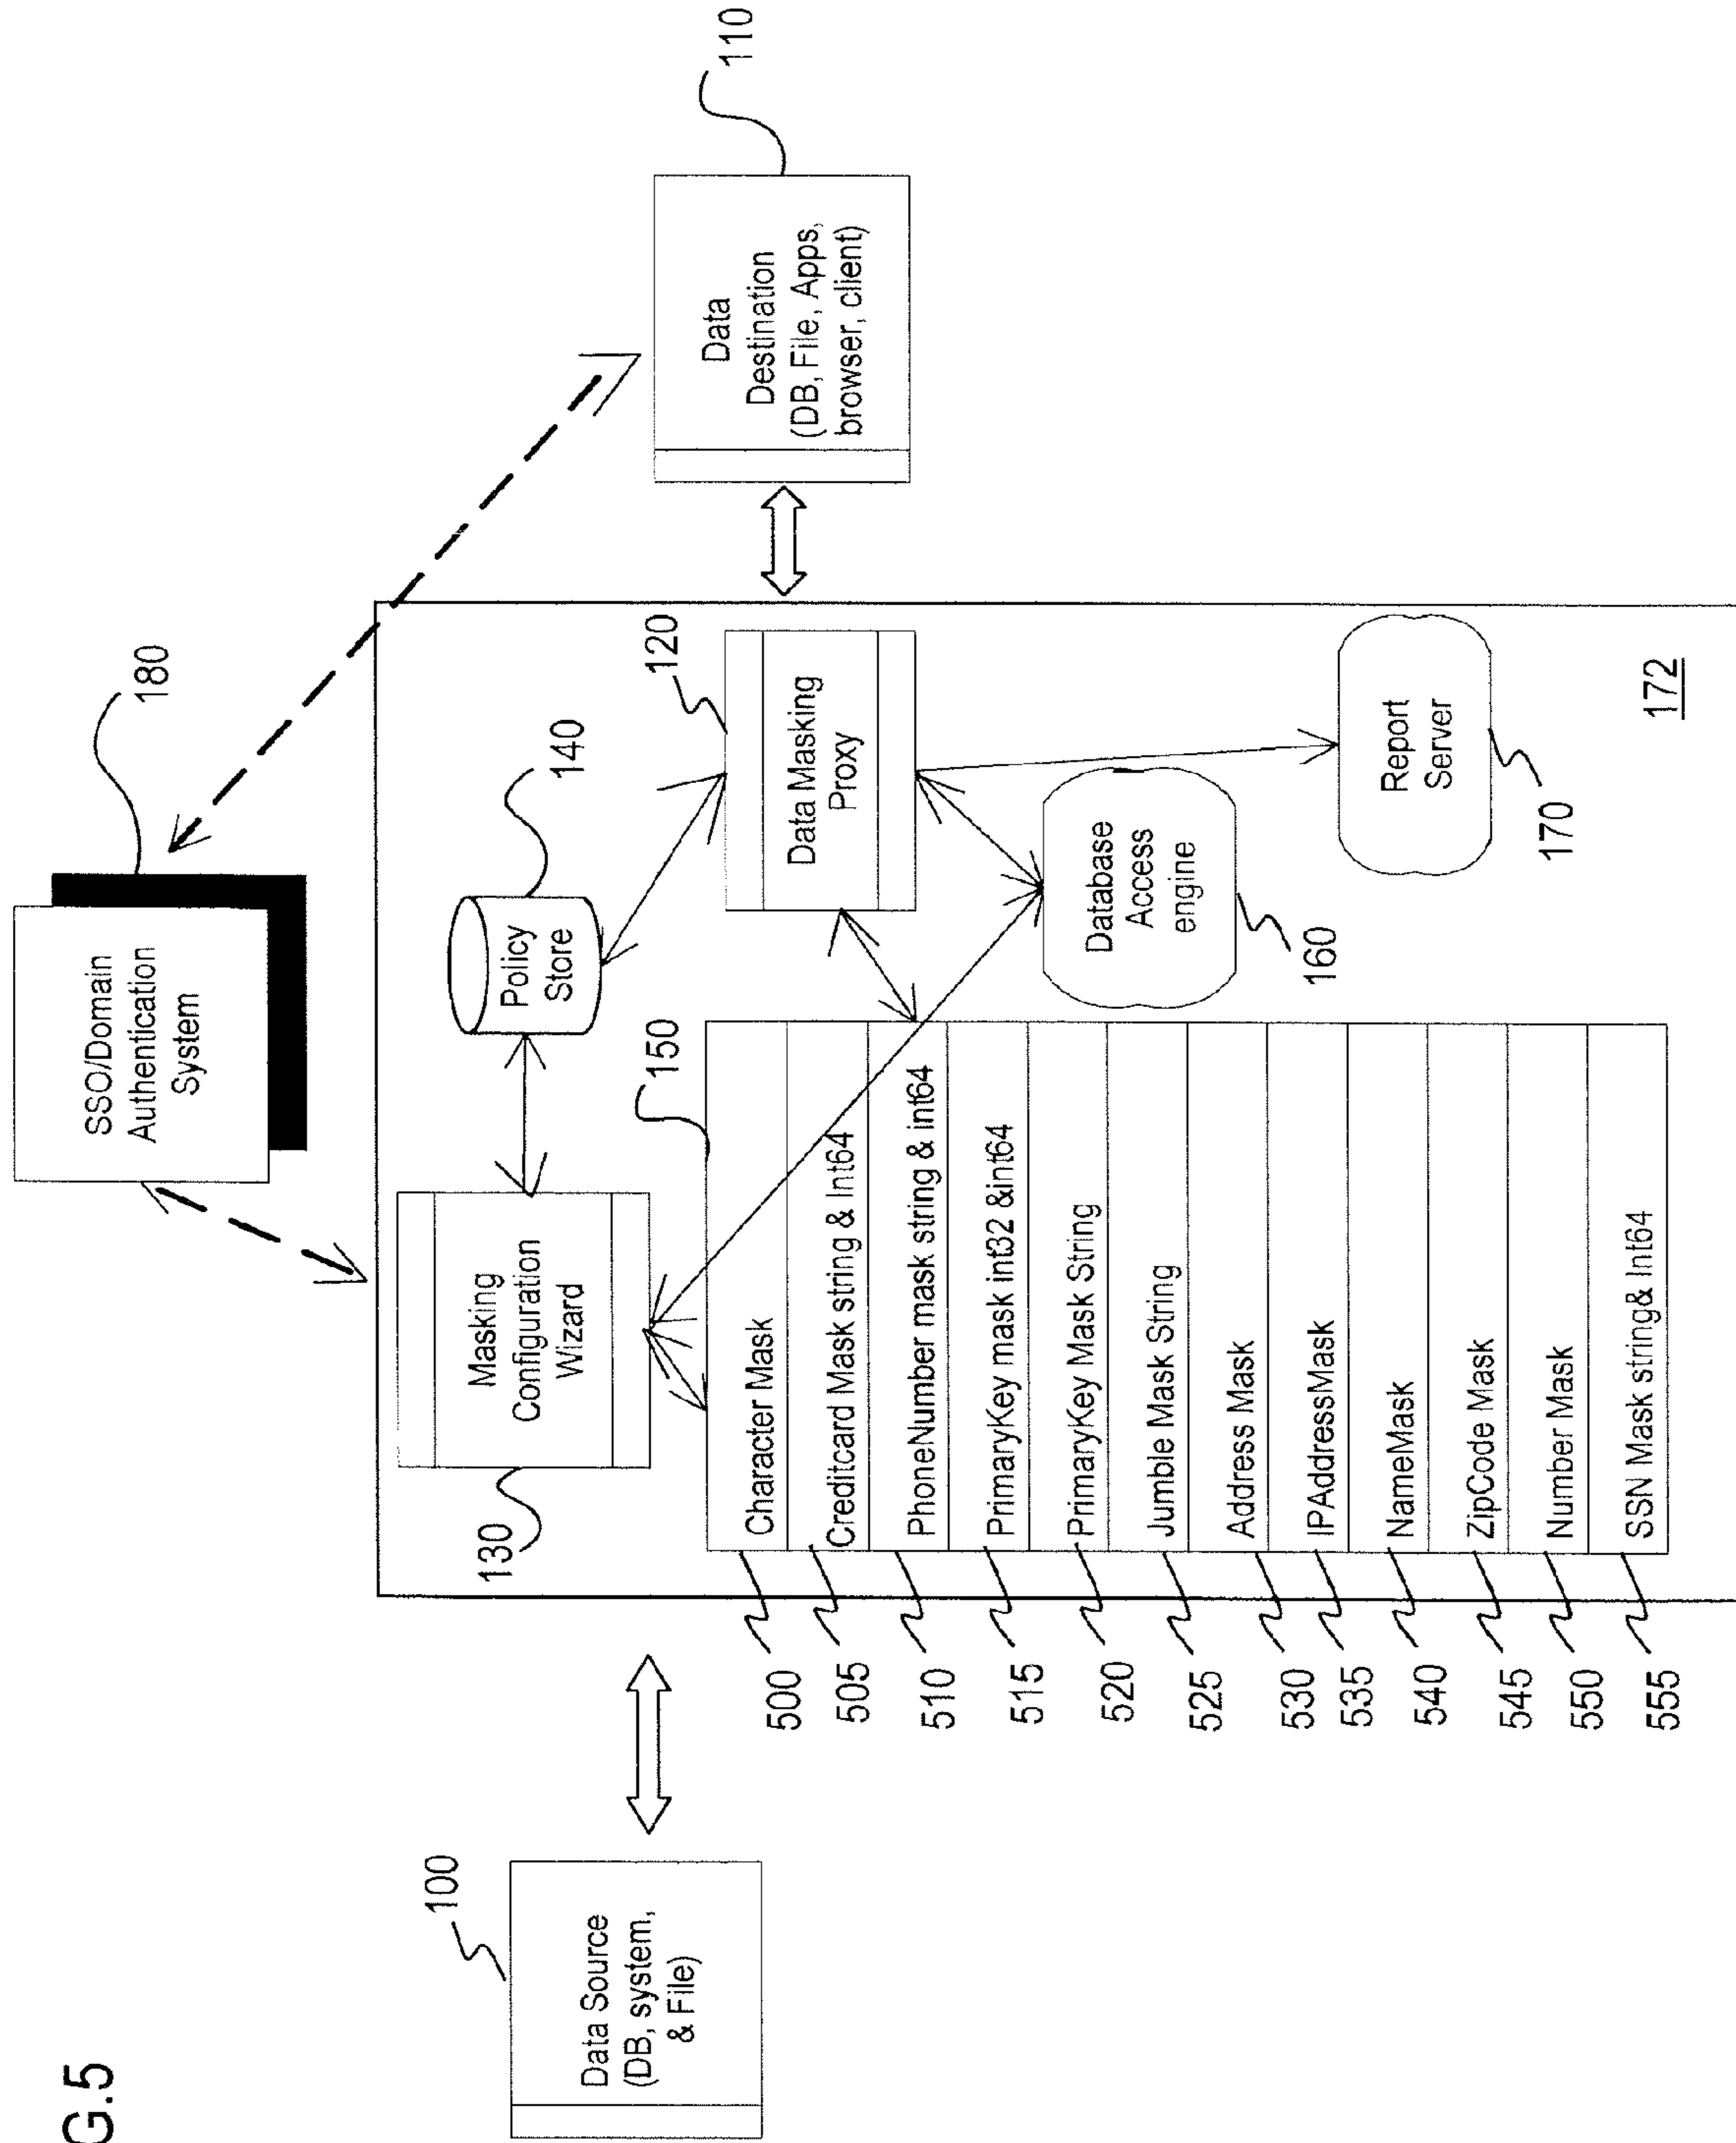 G.5
SSO/Domain
Authentication
System
180
110
Data
Destination
(DB, File, Apps,
browser, client)
100
Data Source
(DB, system,
& File)
130
Masking
Configuration
Wizard
140
Policy
Store
120
Data Masking
Proxy
150
Character Mask
Creditcard Mask string & Int64
PhoneNumber mask string & int64
PrimaryKey mask int32 &int64
PrimaryKey Mask String
Jumble Mask String
Address Mask
IPAddressMask
NameMask
ZipCode Mask
Number Mask
SSN Mask string& Int64
500
505
510
515
520
525
530
535
540
545
550
555
Database
Access
engine
160
Report
Server
170
172